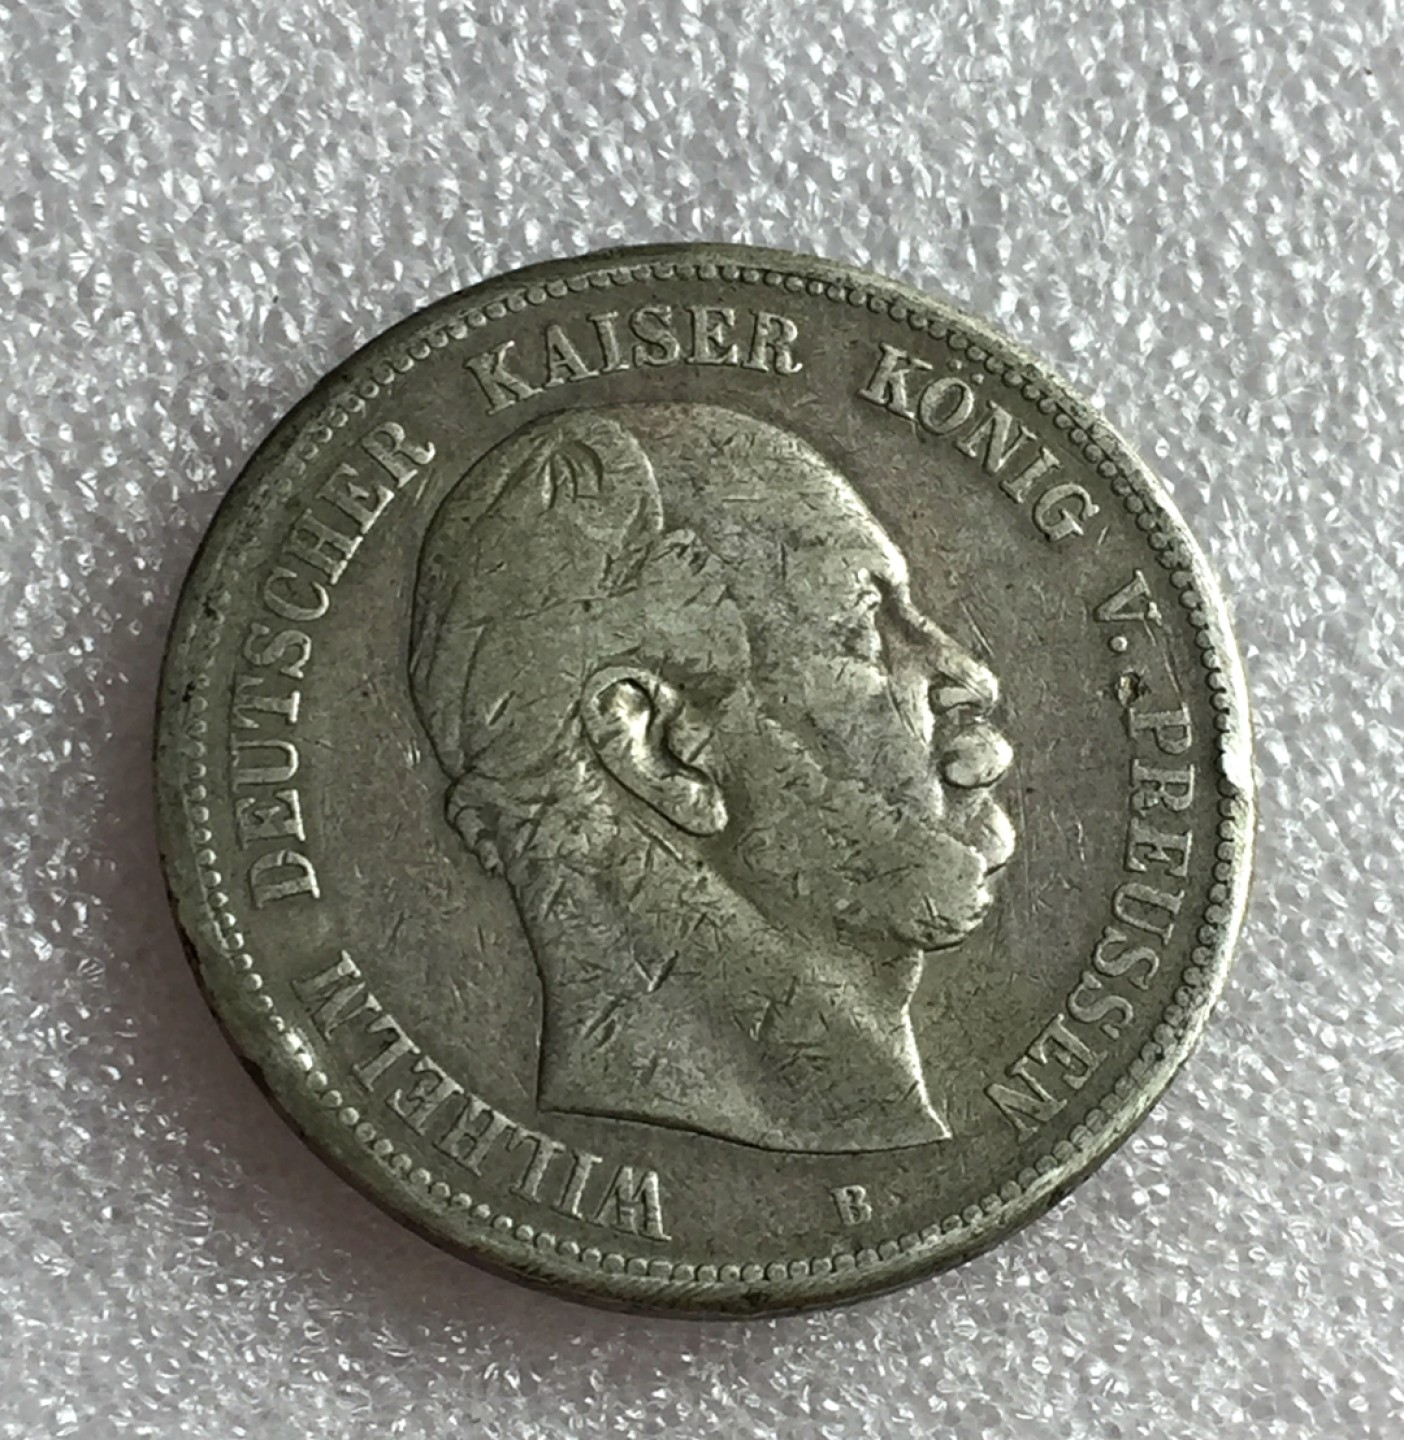 WILHELM DEUTSCHER KAISER KÖNIG V. PREUSSEN
B